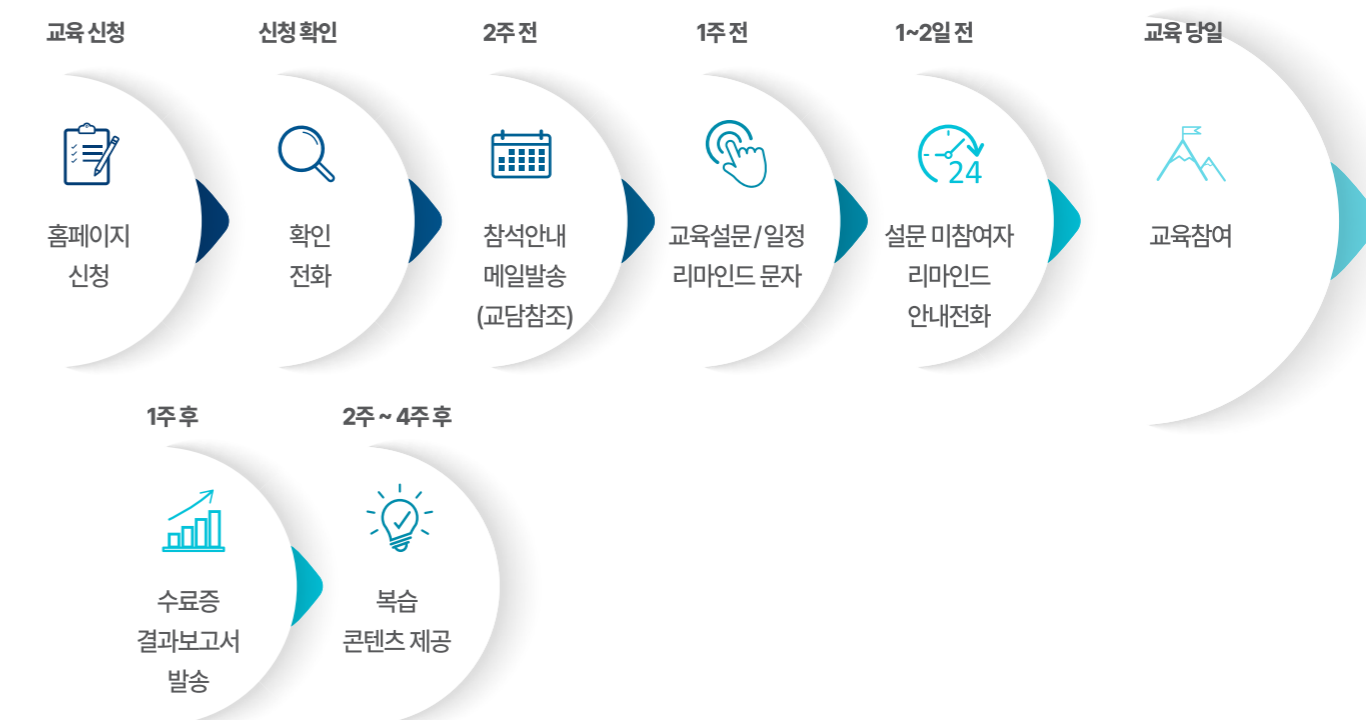 교육 신청
홈페이지
신청
신청 확인
확인
전화
2주 전
참석안내
메일발송
(교담참조)
1주 전
교육설문 / 일정
리마인드 문자
1~2일 전
24
설문 미참여자
리마인드
안내전화
교육 당일
교육참여
1주 후
수료증
결과보고서
발송
2주 ~ 4주 후
복습
콘텐츠 제공